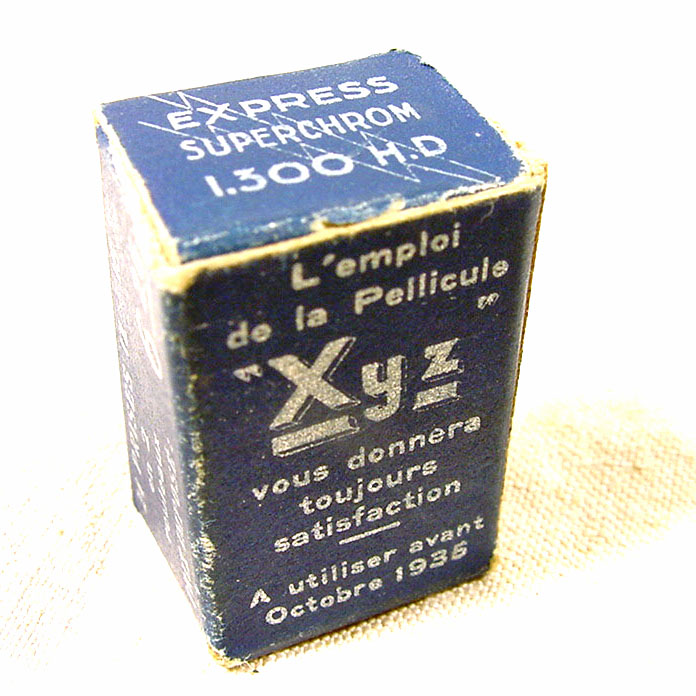 EXPRESS
SUPERCHROM
1.300 H.D
L'emploi
de la Pellicule
"Xyz"
vous donnera
toujours
satisfaction
A utiliser avant
Octobre 1935